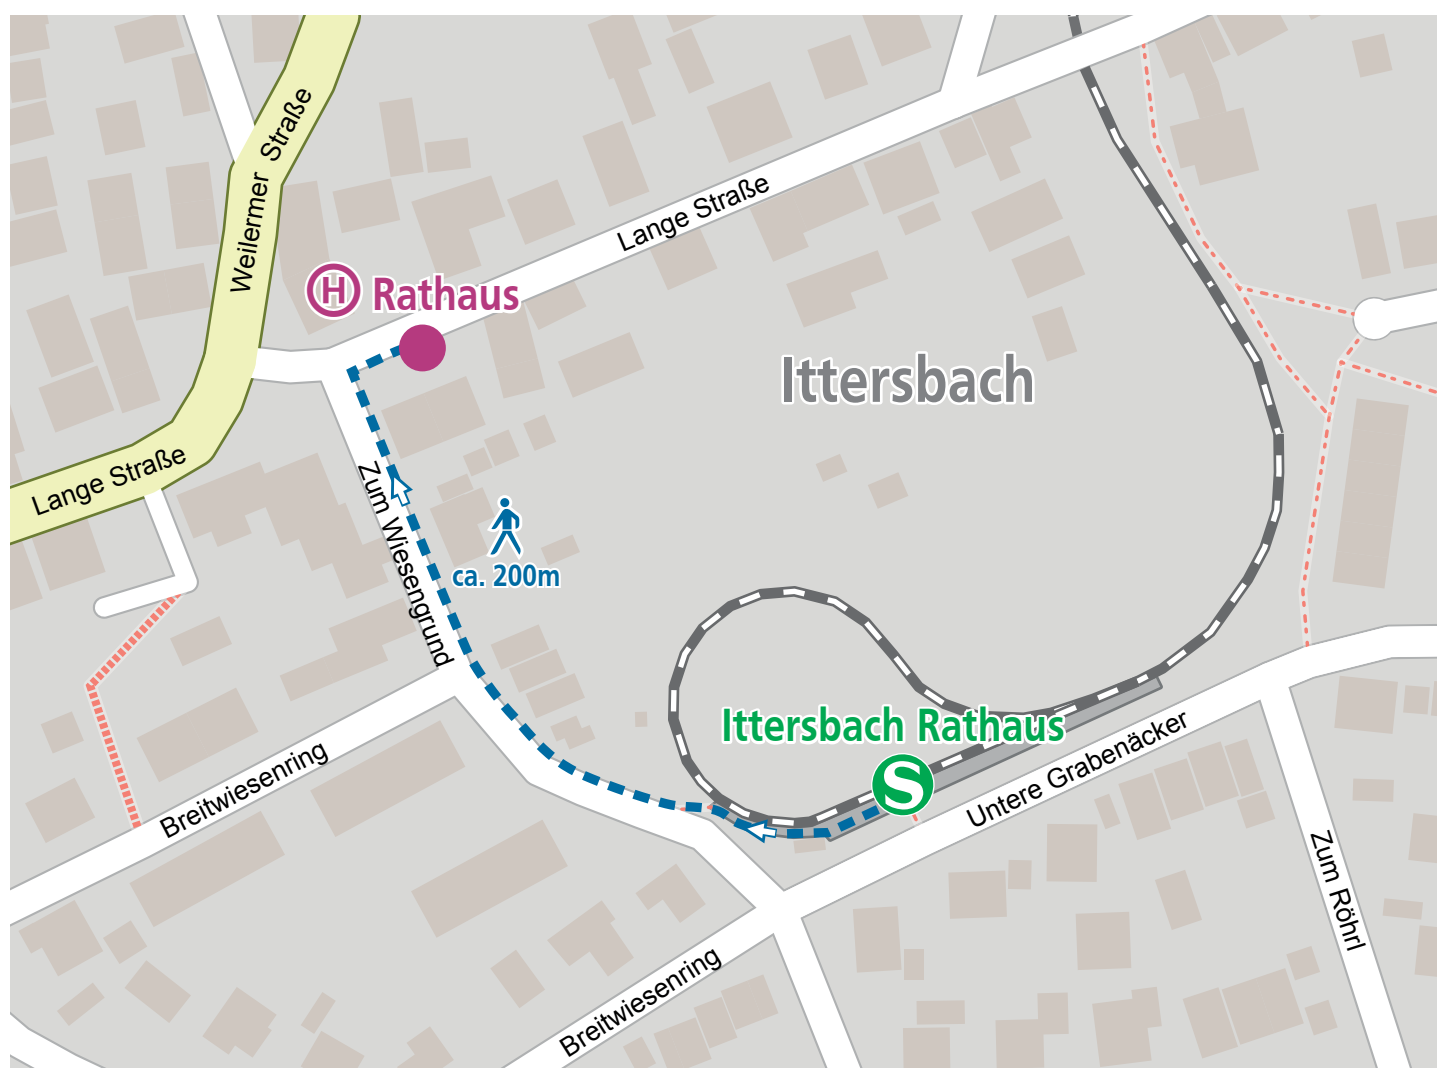 Weilermer Straße
Lange Straße
H Rathaus
Ittersbach
Lange Straße
Zum Wiesengrund
ca. 200m
Ittersbach Rathaus
S
Untere Grabenäcker
Breitwiesenring
Zum Röhrl
Breitwiesenring